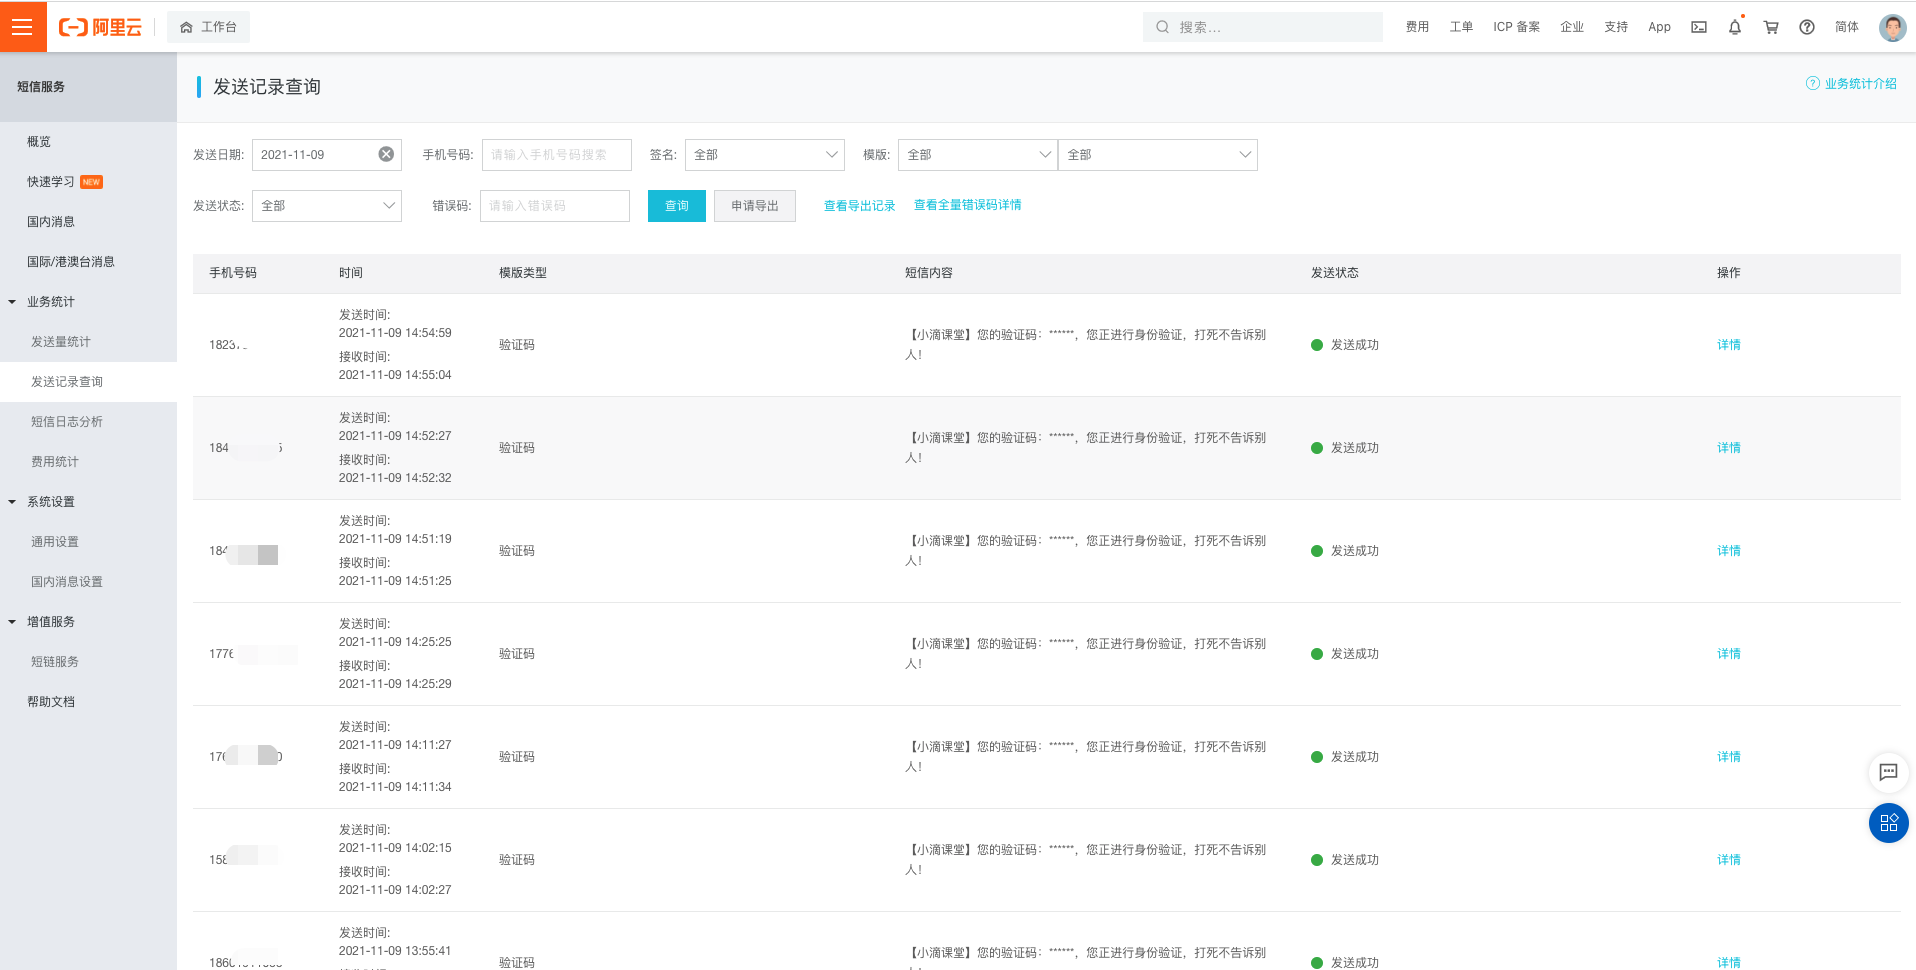 阿里云
工作台
搜索...
费用
工单
ICP 备案
企业
支持
App
简体
短信服务
概览
快速学习 NEW
国内消息
国际/港澳台消息
业务统计
发送量统计
发送记录查询
短信日志分析
费用统计
系统设置
通用设置
国内消息设置
增值服务
短链服务
帮助文档
发送记录查询
业务统计介绍
发送日期: 2021-11-09 手机号码: 请输入手机号码搜索 签名: 全部 模版: 全部 全部
发送状态: 全部 错误码: 请输入错误码 查询 申请导出 查看导出记录 查看全量错误码详情
手机号码 时间 模版类型 短信内容 发送状态 操作
发送时间:
2021-11-09 14:54:59
接收时间:
2021-11-09 14:55:04
验证码
【小滴课堂】您的验证码：******，您正进行身份验证，打死不告诉别
人！
发送成功
详情
184
发送时间:
2021-11-09 14:52:27
接收时间:
2021-11-09 14:52:32
验证码
【小滴课堂】您的验证码：******，您正进行身份验证，打死不告诉别
人！
发送成功
详情
发送时间:
2021-11-09 14:51:19
接收时间:
2021-11-09 14:51:25
验证码
【小滴课堂】您的验证码：******，您正进行身份验证，打死不告诉别
人！
发送成功
详情
发送时间:
2021-11-09 14:25:25
接收时间:
2021-11-09 14:25:29
验证码
【小滴课堂】您的验证码：******，您正进行身份验证，打死不告诉别
人！
发送成功
详情
发送时间:
2021-11-09 14:11:27
接收时间:
2021-11-09 14:11:34
验证码
【小滴课堂】您的验证码：******，您正进行身份验证，打死不告诉别
人！
发送成功
详情
发送时间:
2021-11-09 14:02:15
接收时间:
2021-11-09 14:02:27
验证码
【小滴课堂】您的验证码：******，您正进行身份验证，打死不告诉别
人！
发送成功
详情
发送时间:
2021-11-09 13:55:41
验证码
【小滴课堂】您的验证码：******，您正进行身份验证，打死不告诉别
发送成功
详情